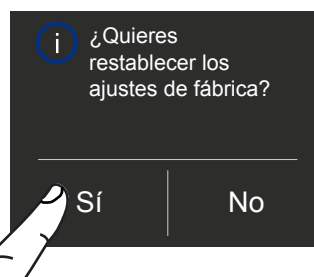 i
¿Quieres
restablecer los
ajustes de fábrica?
Sí No